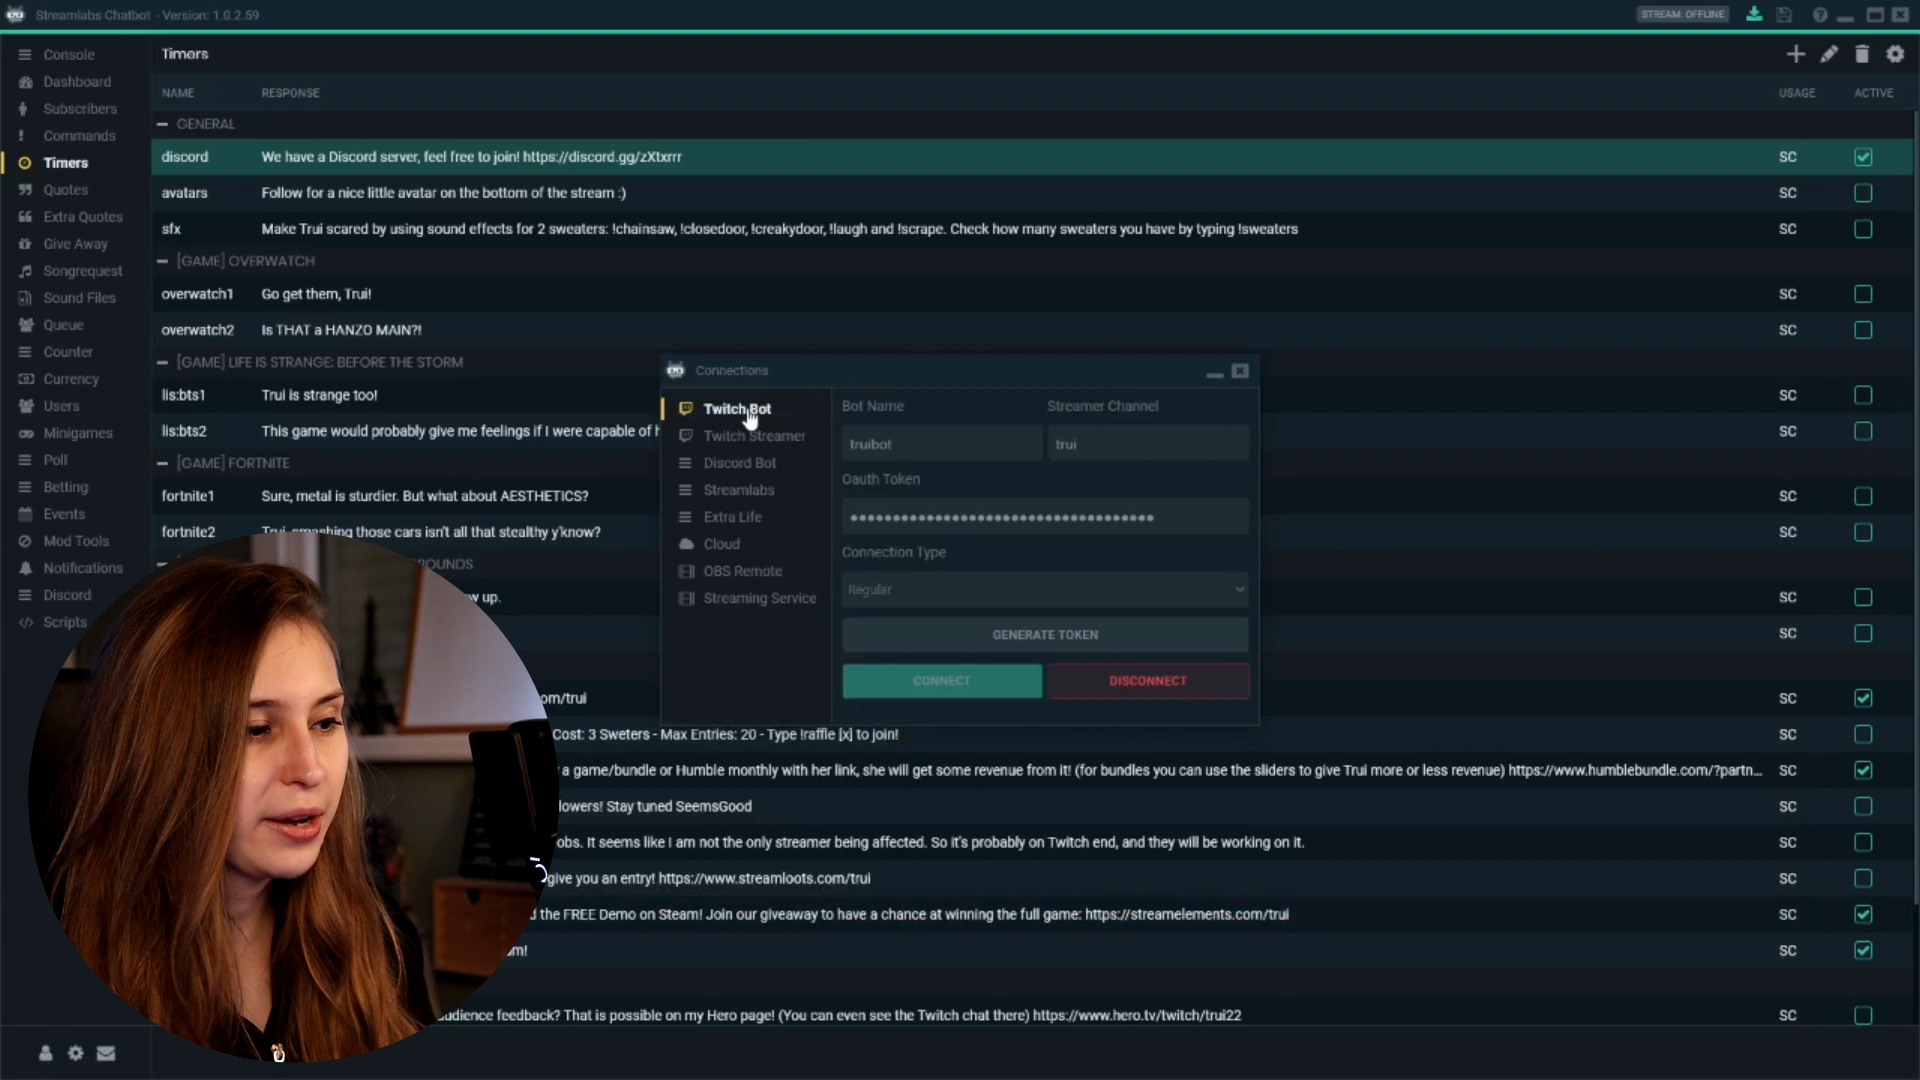 Streamlabs Chatbot - Version: 1.0.2.59
STREAM: OFFLINE
Console
Dashboard
Subscribers
Commands
Timers
Quotes
Extra Quotes
Give Away
Songrequest
Sound Files
Queue
Counter
Currency
Users
Minigames
Poll
Betting
Events
Mod Tools
Notifications
Discord
Scripts
Timers
NAME RESPONSE USAGE ACTIVE
GENERAL
discord We have a Discord server, feel free to join! https://discord.gg/zXtxrrr SC
avatars Follow for a nice little avatar on the bottom of the stream :) SC
sfx Make Trui scared by using sound effects for 2 sweaters: !chainsaw, !closedoor, !creakydoor, !laugh and !scrape. Check how many sweaters you have by typing !sweaters SC
[GAME] OVERWATCH
overwatch1 Go get them, Trui! SC
overwatch2 Is THAT a HANZO MAIN?! SC
[GAME] LIFE IS STRANGE: BEFORE THE STORM
lis:bts1 Trui is strange too! SC
lis:bts2 This game would probably give me feelings if I were capable of SC
[GAME] FORTNITE
fortnite1 Sure, metal is sturdier. But what about AESTHETICS? SC
fortnite2 Trui, smashing those cars isn't all that stealthy y'know? SC
up. SC
SC
om/trui SC
Cost: 3 Sweters - Max Entries: 20 - Type !raffle [x] to join! SC
a game/bundle or Humble monthly with her link, she will get some revenue from it! (for bundles you can use the sliders to give Trui more or less revenue) https://www.humblebundle.com/?partn... SC
lowers! Stay tuned SeemsGood SC
obs. It seems like I am not the only streamer being affected. So it's probably on Twitch end, and they will be working on it. SC
give you an entry! https://www.streamloots.com/trui SC
d the FREE Demo on Steam! Join our giveaway to have a chance at winning the full game: https://streamelements.com/trui SC
m! SC
udience feedback? That is possible on my Hero page! (You can even see the Twitch chat there) https://www.hero.tv/twitch/trui22 SC
Connections
Twitch Bot
Twitch Streamer
Discord Bot
Streamlabs
Extra Life
Cloud
OBS Remote
Streaming Service
Bot Name Streamer Channel
truibot trui
Oauth Token
Connection Type
Regular
GENERATE TOKEN
CONNECT DISCONNECT